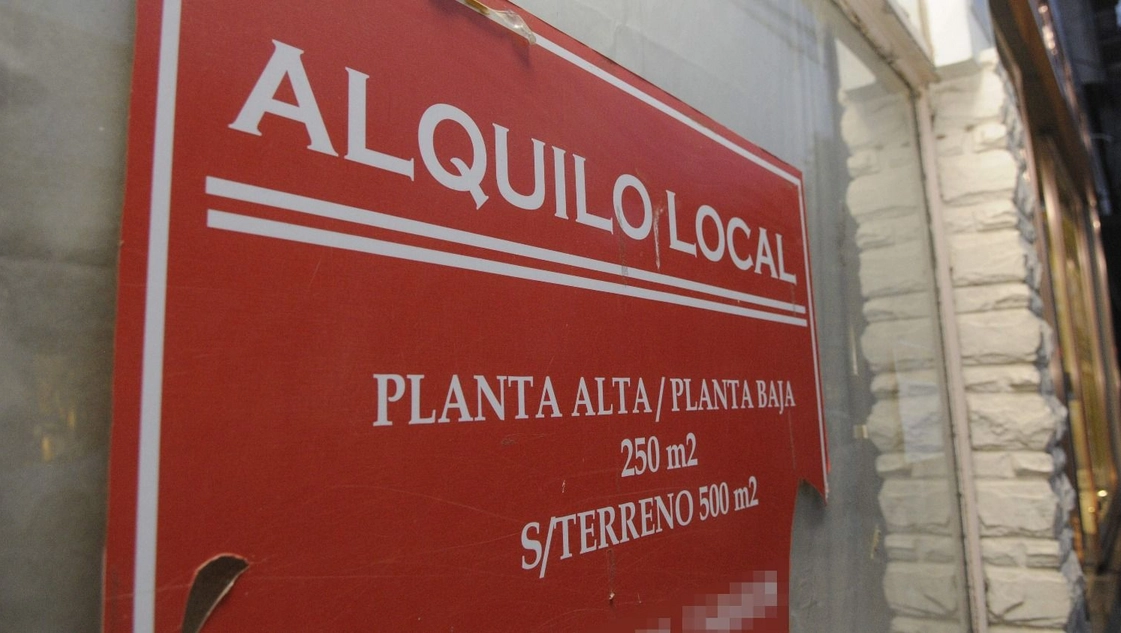 ALQUILO LOCAL
PLANTA ALTA / PLANTA BAJA
250 m2
S/TERRENO 500 m2